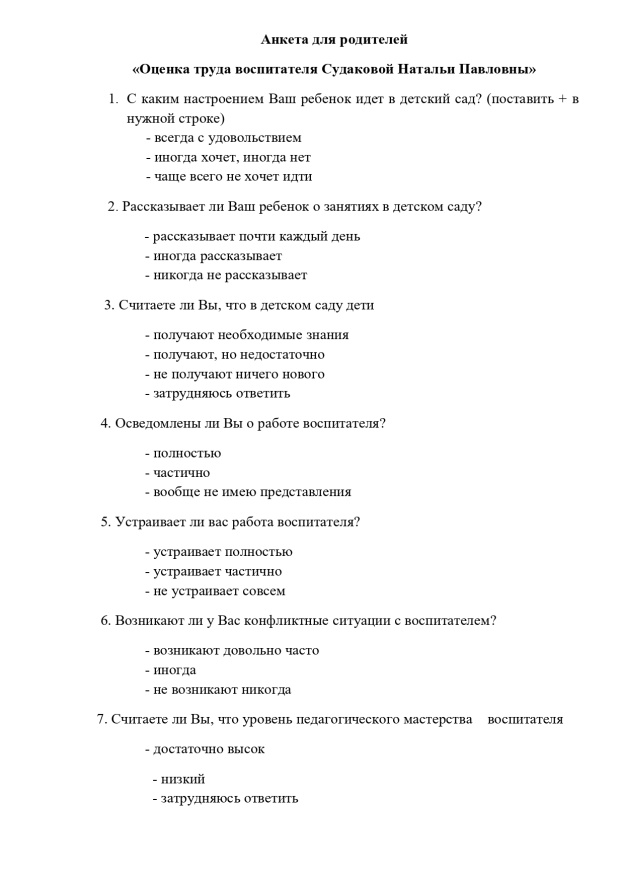 Анкета для родителей
«Оценка труда воспитателя Судаковой Натальи Павловны»
1. С каким настроением Ваш ребенок идет в детский сад? (поставить + в
нужной строке)
- всегда с удовольствием
- иногда хочет, иногда нет
- чаще всего не хочет идти
2. Рассказывает ли Ваш ребенок о занятиях в детском саду?
- рассказывает почти каждый день
- иногда рассказывает
- никогда не рассказывает
3. Считаете ли Вы, что в детском саду дети
- получают необходимые знания
- получают, но недостаточно
- не получают ничего нового
- затрудняюсь ответить
4. Осведомлены ли Вы о работе воспитателя?
- полностью
- частично
- вообще не имею представления
5. Устраивает ли вас работа воспитателя?
- устраивает полностью
- устраивает частично
- не устраивает совсем
6. Возникают ли у Вас конфликтные ситуации с воспитателем?
- возникают довольно часто
- иногда
- не возникают никогда
7. Считаете ли Вы, что уровень педагогического мастерства воспитателя
- достаточно высок
- низкий
- затрудняюсь ответить